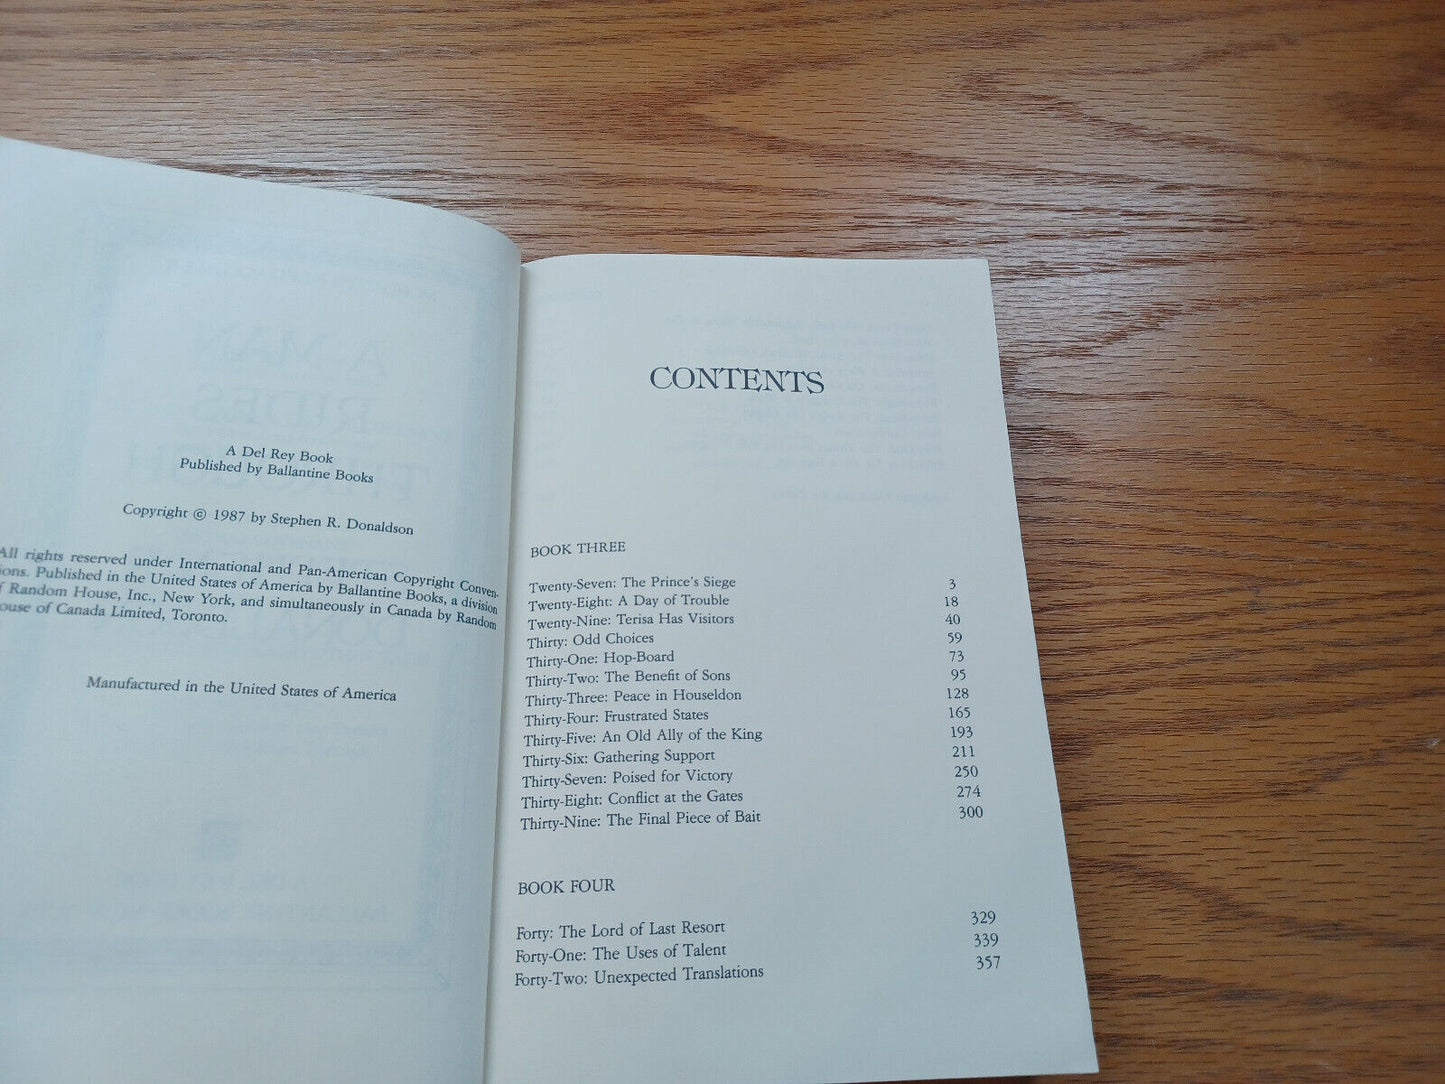 A Del Rey Book
Published by Ballantine Books
Copyright © 1987 by Stephen R. Donaldson
All rights reserved under International and Pan-American Copyright Conven-
ions. Published in the United States of America by Ballantine Books, a division
f Random House, Inc., New York, and simultaneously in Canada by Random
ouse of Canada Limited, Toronto.
Manufactured in the United States of America
CONTENTS
BOOK THREE
Twenty-Seven: The Prince's Siege 3
Twenty-Eight: A Day of Trouble 18
Twenty-Nine: Terisa Has Visitors 40
Thirty: Odd Choices 59
Thirty-One: Hop-Board 73
Thirty-Two: The Benefit of Sons 95
Thirty-Three: Peace in Houseldon 128
Thirty-Four: Frustrated States 165
Thirty-Five: An Old Ally of the King 193
Thirty-Six: Gathering Support 211
Thirty-Seven: Poised for Victory 250
Thirty-Eight: Conflict at the Gates 274
Thirty-Nine: The Final Piece of Bait 300
BOOK FOUR
Forty: The Lord of Last Resort 329
Forty-One: The Uses of Talent 339
Forty-Two: Unexpected Translations 357